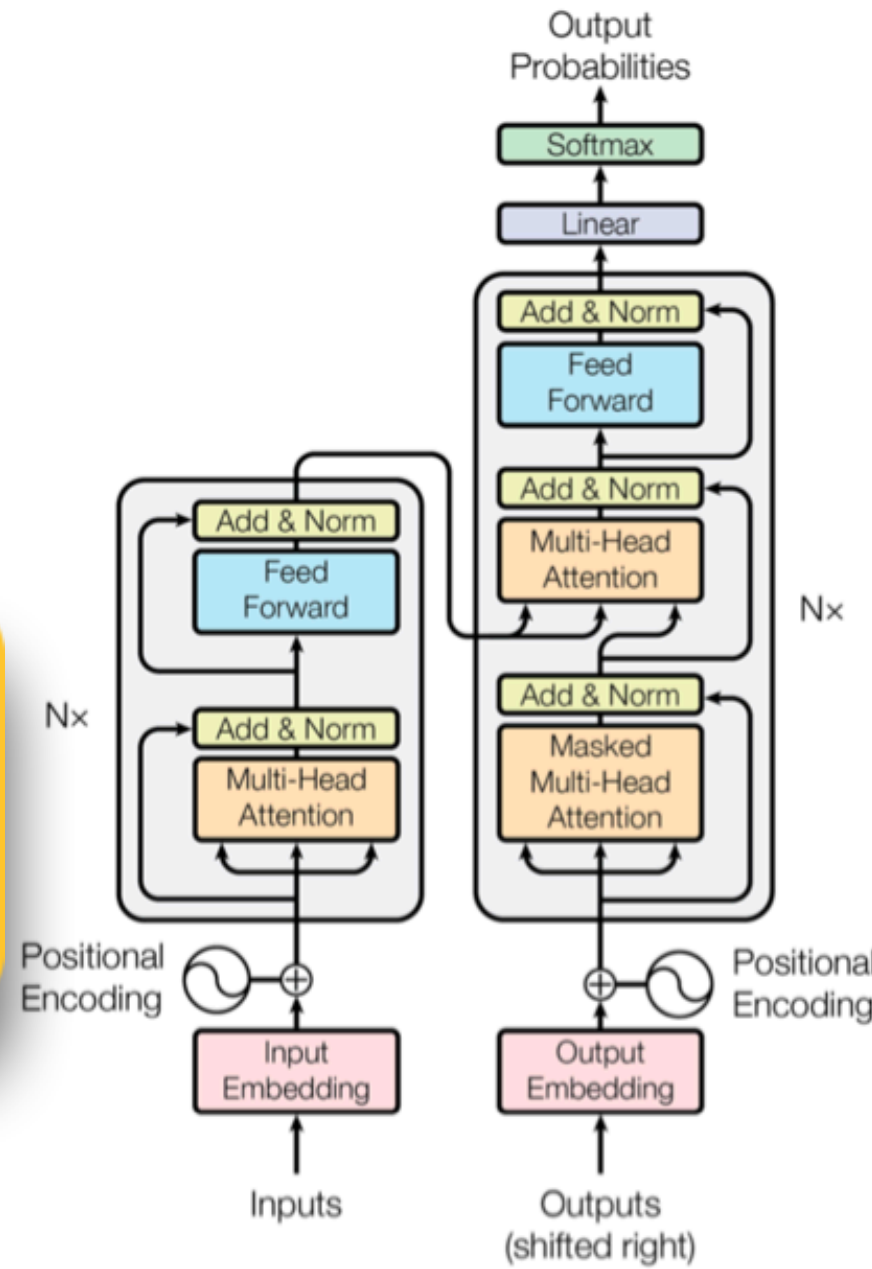 Output
Probabilities
Softmax
Linear
Add & Norm
Feed
Forward
Add & Norm
Multi-Head
Attention
Add & Norm
Masked
Multi-Head
Attention
Nx
Add & Norm
Feed
Forward
Add & Norm
Multi-Head
Attention
Nx
Positional
Encoding
Positional
Encoding
Input
Embedding
Output
Embedding
Inputs
Outputs
(shifted right)